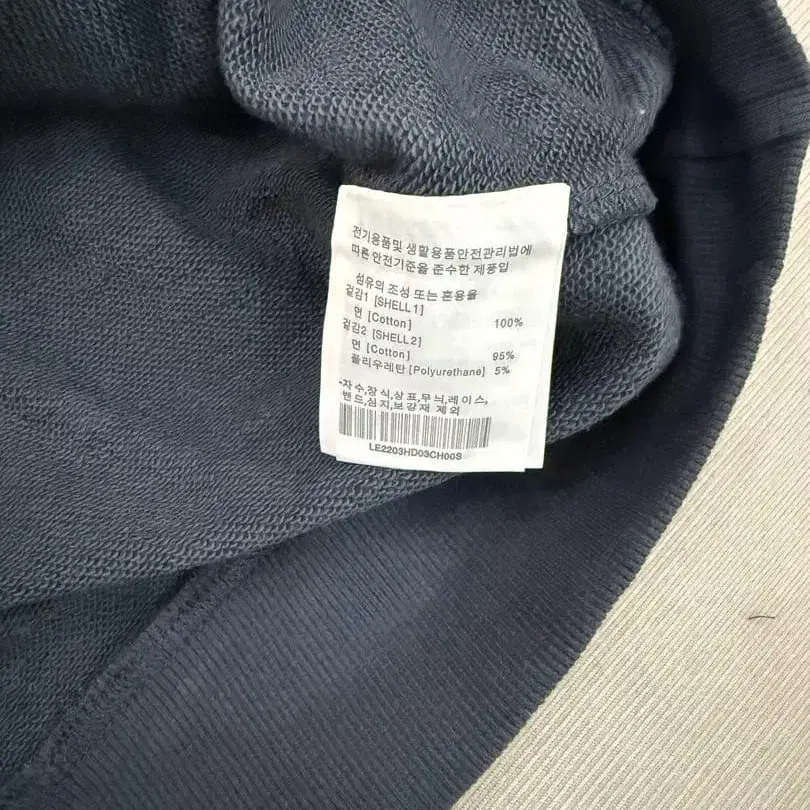 전기용품및 생활용품안전관리법에
따른 안전기준을 준수한 제품입
섬유의 조성 또는 혼용율
겉감1 [SHELL1]
면 [Cotton] 100%
겉감2 [SHELL2]
면 [Cotton] 95%
폴리우레탄 [Polyurethane] 5%
-자수,장식,상표,무늬,레이스,
밴드,심지,보강재 제외
LE2203HD03CH00S